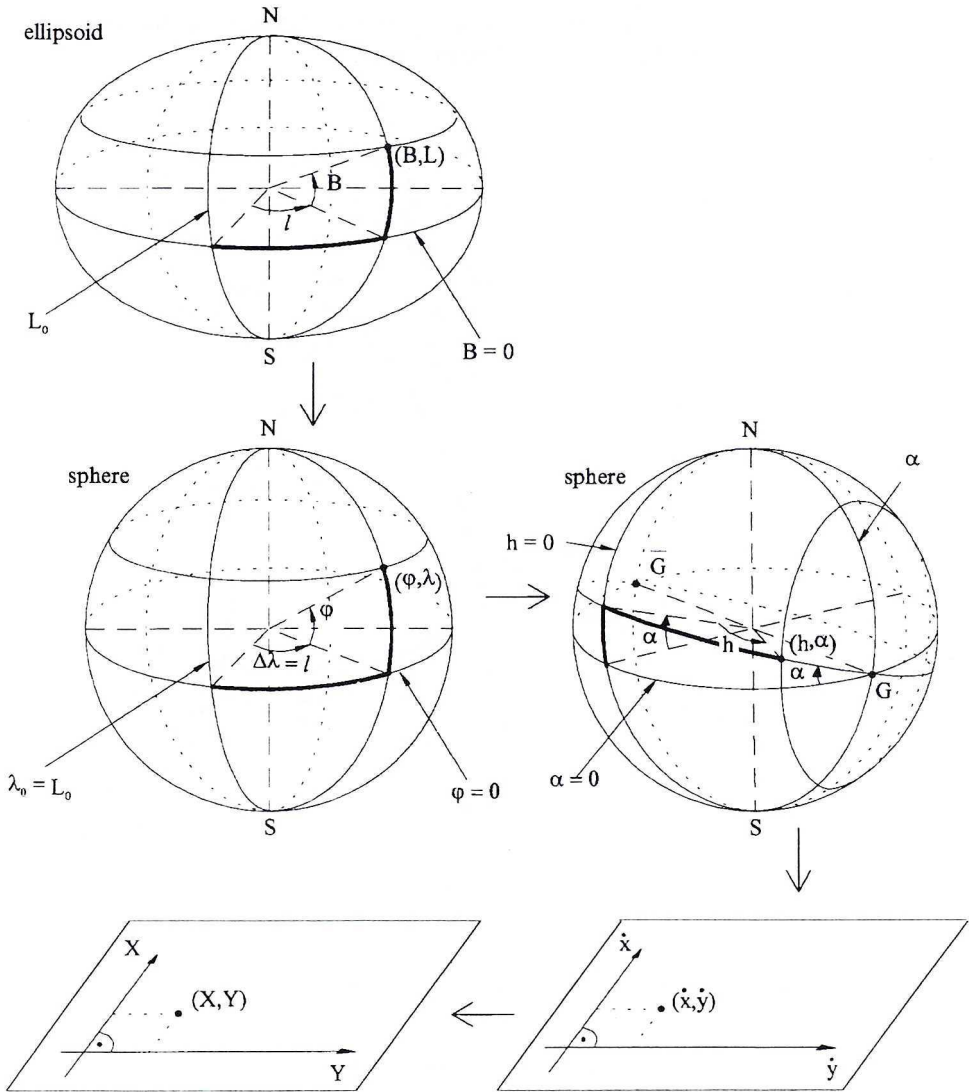 N
ellipsoid
(B,L)
B
l
L₀
S
B = 0
N
sphere
(φ,λ)
φ
Δλ = l
λ₀ = L₀
φ = 0
S
N
sphere
α
h = 0
G̅
α
h
(h,α)
α
G
α = 0
S
X
(X,Y)
Y
ẋ
(ẋ,ẏ)
ẏ